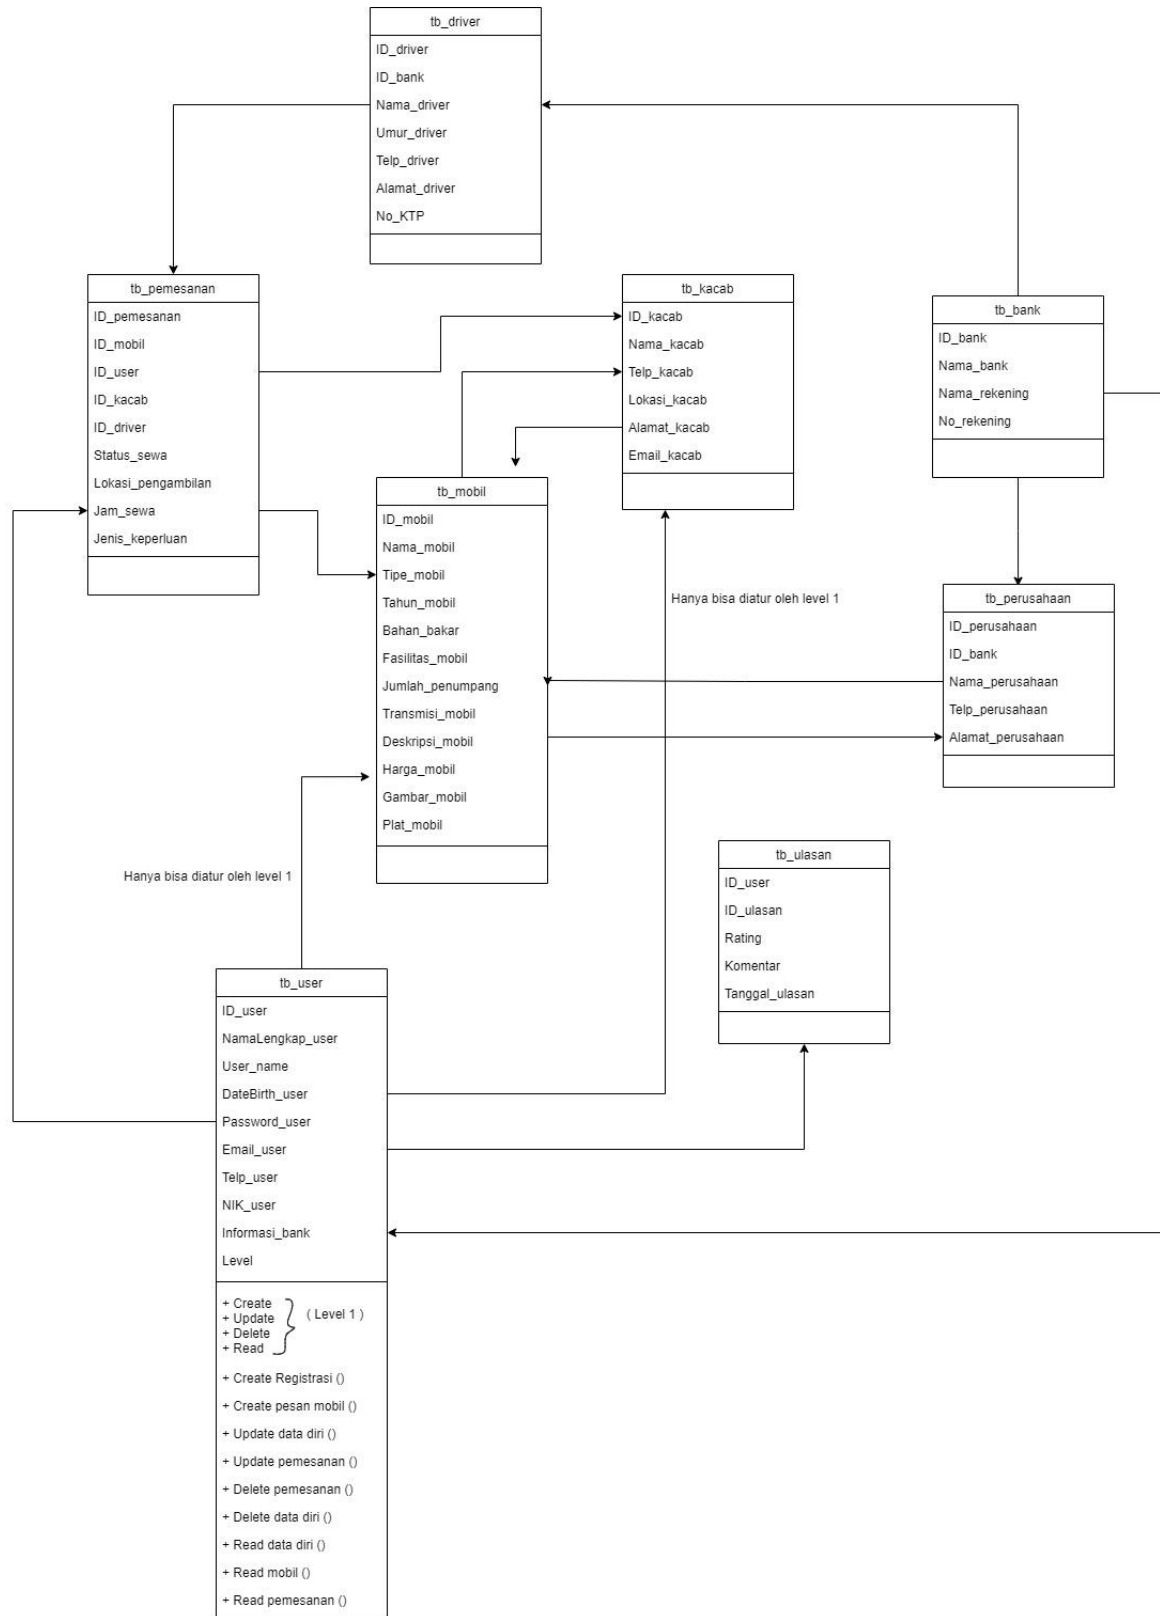 tb_driver
ID_driver
ID_bank
Nama_driver
Umur_driver
Telp_driver
Alamat_driver
No_KTP
tb_pemesanan
ID_pemesanan
ID_mobil
ID_user
ID_kacab
ID_driver
Status_sewa
Lokasi_pengambilan
Jam_sewa
Jenis_keperluan
tb_kacab
ID_kacab
Nama_kacab
Telp_kacab
Lokasi_kacab
Alamat_kacab
Email_kacab
tb_bank
ID_bank
Nama_bank
Nama_rekening
No_rekening
tb_mobil
ID_mobil
Nama_mobil
Tipe_mobil
Tahun_mobil
Bahan_bakar
Fasilitas_mobil
Jumlah_penumpang
Transmisi_mobil
Deskripsi_mobil
Harga_mobil
Gambar_mobil
Plat_mobil
Hanya bisa diatur oleh level 1
tb_perusahaan
ID_perusahaan
ID_bank
Nama_perusahaan
Telp_perusahaan
Alamat_perusahaan
Hanya bisa diatur oleh level 1
tb_ulasan
ID_user
ID_ulasan
Rating
Komentar
Tanggal_ulasan
tb_user
ID_user
NamaLengkap_user
User_name
DateBirth_user
Password_user
Email_user
Telp_user
NIK_user
Informasi_bank
Level
+ Create
+ Update
+ Delete
+ Read
( Level 1 )
+ Create Registrasi ()
+ Create pesan mobil ()
+ Update data diri ()
+ Update pemesanan ()
+ Delete pemesanan ()
+ Delete data diri ()
+ Read data diri ()
+ Read mobil ()
+ Read pemesanan ()